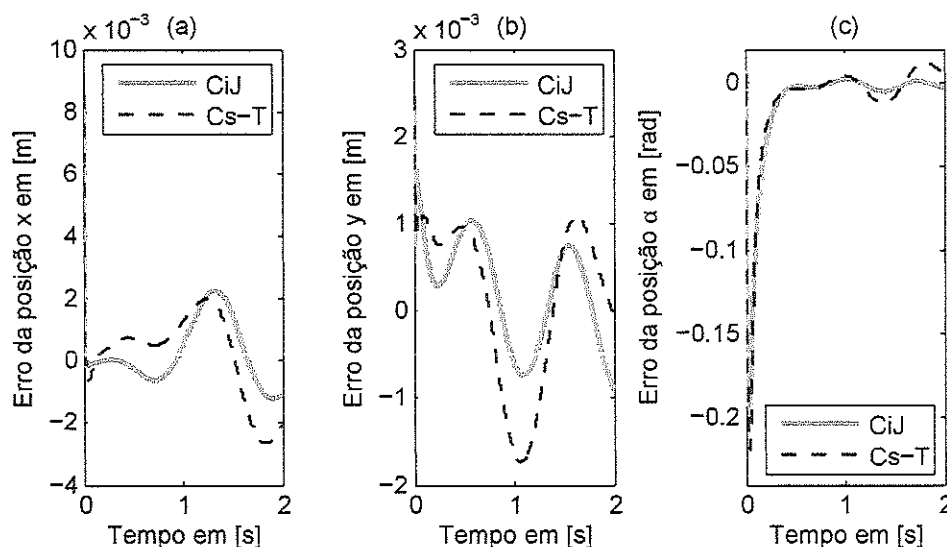 x 10⁻³ (a)
10
8
6
4
2
0
−2
−4
Erro da posição x em [m]
CiJ
Cs−T
0 1 2
Tempo em [s]
x 10⁻³ (b)
3
2
1
0
−1
−2
Erro da posição y em [m]
CiJ
Cs−T
0 1 2
Tempo em [s]
(c)
0
−0.05
−0.1
−0.15
−0.2
Erro da posição α em [rad]
CiJ
Cs−T
0 1 2
Tempo em [s]